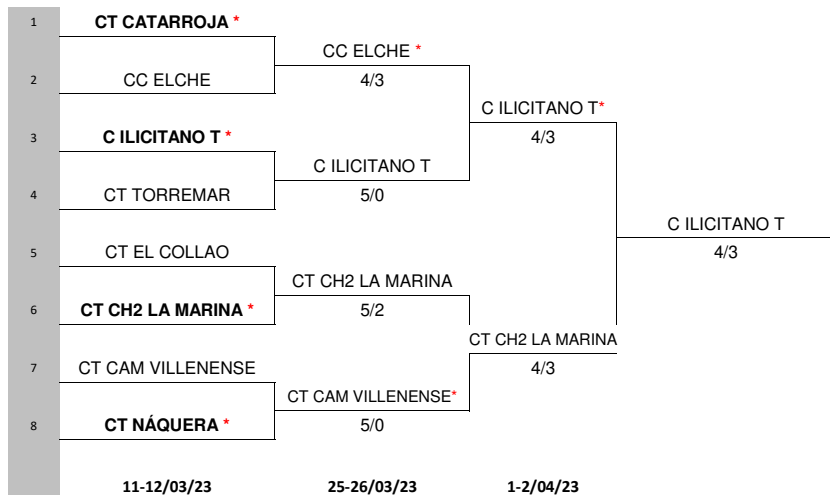 1 CT CATARROJA *
CC ELCHE *
2 CC ELCHE 4/3
C ILICITANO T*
3 C ILICITANO T * 4/3
C ILICITANO T
4 CT TORREMAR 5/0
C ILICITANO T
5 CT EL COLLAO 4/3
CT CH2 LA MARINA
6 CT CH2 LA MARINA * 5/2
CT CH2 LA MARINA
7 CT CAM VILLENENSE 4/3
CT CAM VILLENENSE*
8 CT NÁQUERA * 5/0
11-12/03/23 25-26/03/23 1-2/04/23